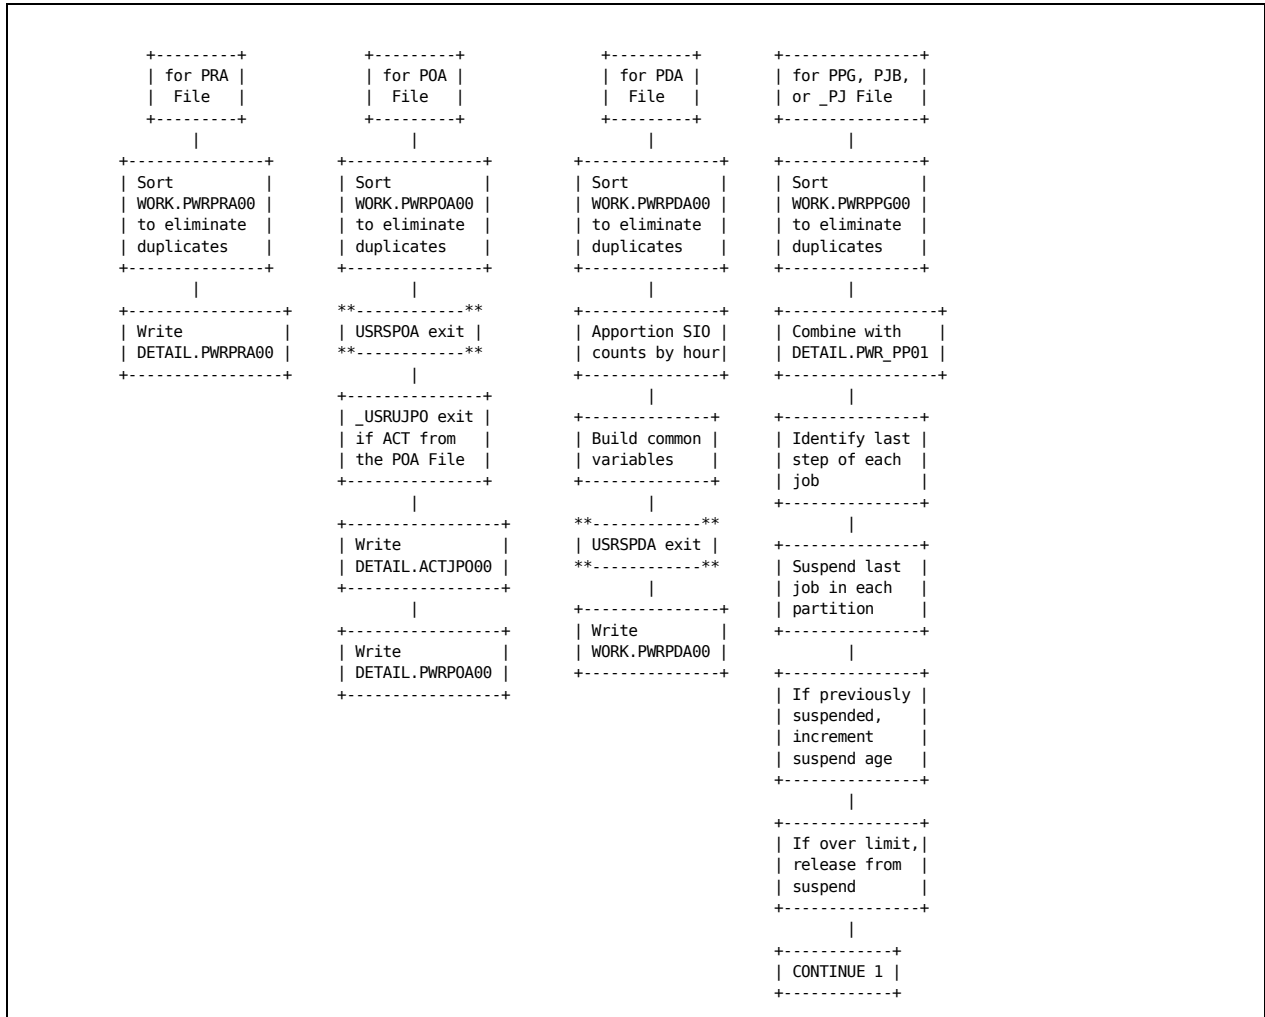 +---------+             +---------+               +---------+        +---------------+
| for PRA |             | for POA |               | for PDA |        | for PPG, PJB, |
|  File   |             |  File   |               |  File   |        | or _PJ File   |
+---------+             +---------+               +---------+        +---------------+
|                       |                         |                     |
+---------------+       +---------------+         +---------------+     +---------------+
| Sort          |       | Sort          |         | Sort          |     | Sort          |
| WORK.PWRPRA00 |       | WORK.PWRPOA00 |         | WORK.PWRPDA00 |     | WORK.PWRPPG00 |
| to eliminate  |       | to eliminate  |         | to eliminate  |     | to eliminate  |
| duplicates    |       | duplicates    |         | duplicates    |     | duplicates    |
+---------------+       +---------------+         +---------------+     +---------------+
|                       |                         |                     |
+-----------------+     **------------**          +---------------+     +-----------------+
| Write           |     | USRSPOA exit |          | Apportion SIO |     | Combine with    |
| DETAIL.PWRPRA00 |     **------------**          | counts by hour|     | DETAIL.PWR_PP01 |
+-----------------+             |                 +---------------+     +-----------------+
+---------------+                 |                     |
| _USRUJPO exit |         +--------------+      +---------------+
| if ACT from   |         | Build common |      | Identify last |
| the POA File  |         | variables    |      | step of each  |
+---------------+         +--------------+      | job           |
|                         |                     +---------------+
+-----------------+       **------------**              |
| Write           |       | USRSPDA exit |      +---------------+
| DETAIL.ACTJPO00 |       **------------**      | Suspend last  |
+-----------------+               |             | job in each   |
|                         +---------------+     | partition     |
+-----------------+       | Write         |     +---------------+
| Write           |       | WORK.PWRPDA00 |             |
| DETAIL.PWRPOA00 |       +---------------+     +---------------+
+-----------------+                             | If previously |
| suspended,    |
| increment     |
| suspend age   |
+---------------+
|
+---------------+
| If over limit,|
| release from  |
| suspend       |
+---------------+
|
+------------+
| CONTINUE 1 |
+------------+